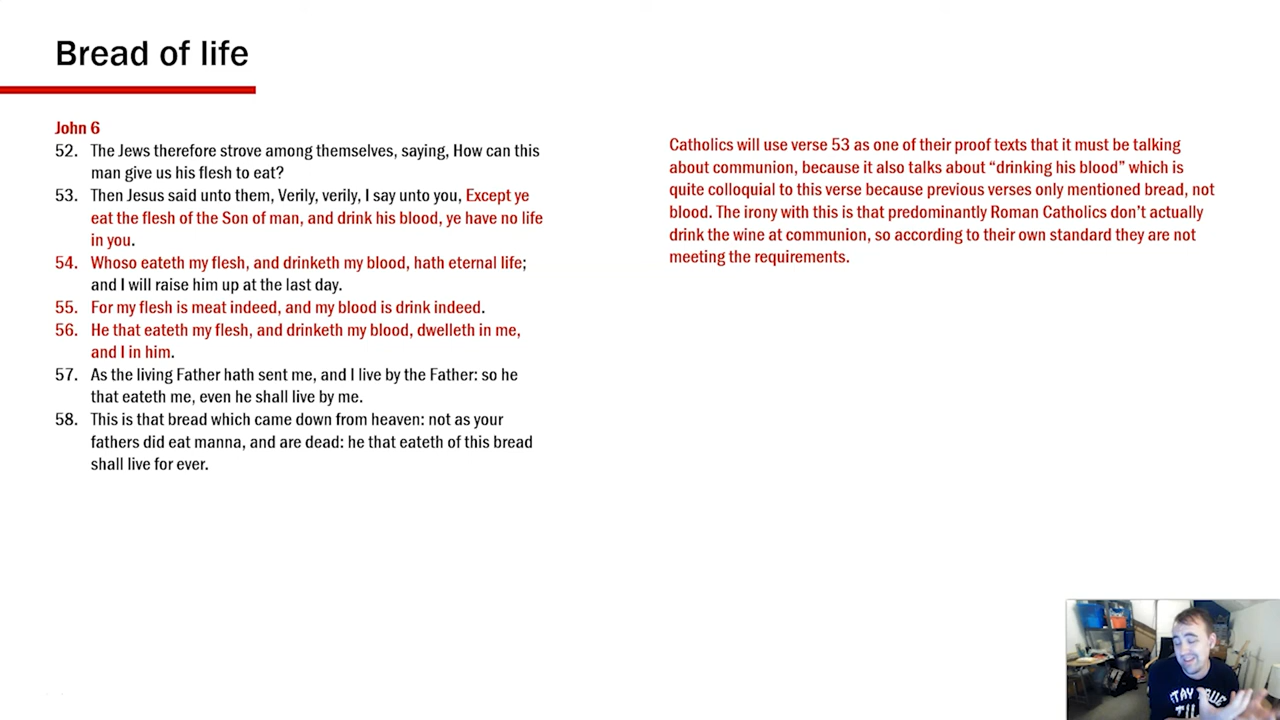 Bread of life
John 6
52. The Jews therefore strove among themselves, saying, How can this
man give us his flesh to eat?
53. Then Jesus said unto them, Verily, verily, I say unto you, Except ye
eat the flesh of the Son of man, and drink his blood, ye have no life
in you.
54. Whoso eateth my flesh, and drinketh my blood, hath eternal life;
and I will raise him up at the last day.
55. For my flesh is meat indeed, and my blood is drink indeed.
56. He that eateth my flesh, and drinketh my blood, dwelleth in me,
and I in him.
57. As the living Father hath sent me, and I live by the Father: so he
that eateth me, even he shall live by me.
58. This is that bread which came down from heaven: not as your
fathers did eat manna, and are dead: he that eateth of this bread
shall live for ever.
Catholics will use verse 53 as one of their proof texts that it must be talking
about communion, because it also talks about “drinking his blood” which is
quite colloquial to this verse because previous verses only mentioned bread, not
blood. The irony with this is that predominantly Roman Catholics don’t actually
drink the wine at communion, so according to their own standard they are not
meeting the requirements.
STAY